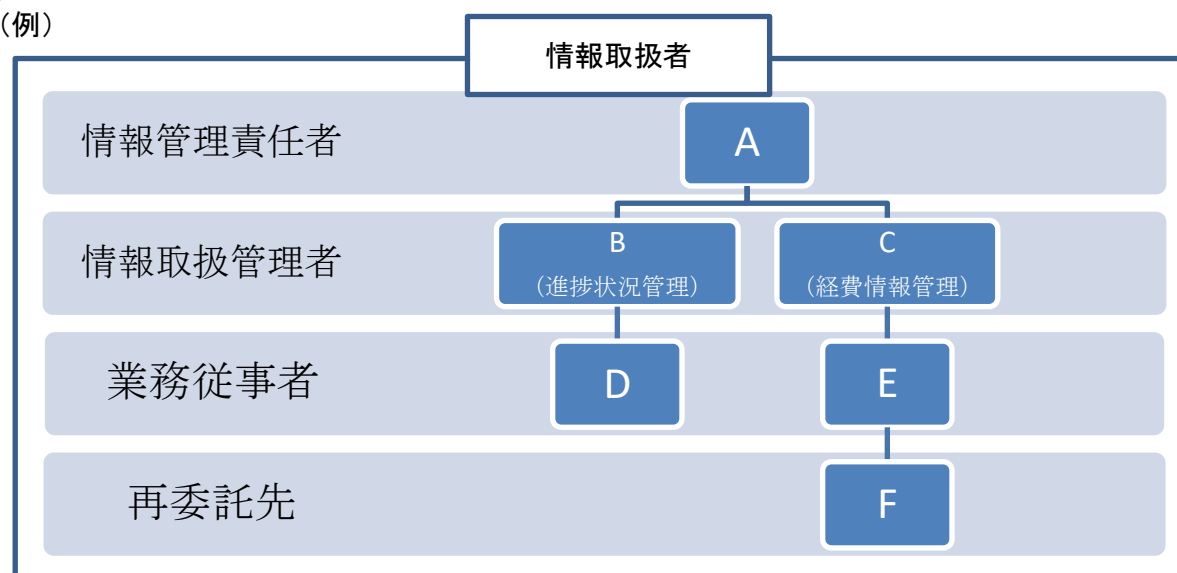 (例)
情報取扱者
情報管理責任者
A
情報取扱管理者
B
(進捗状況管理)
C
(経費情報管理)
業務従事者
D
E
再委託先
F